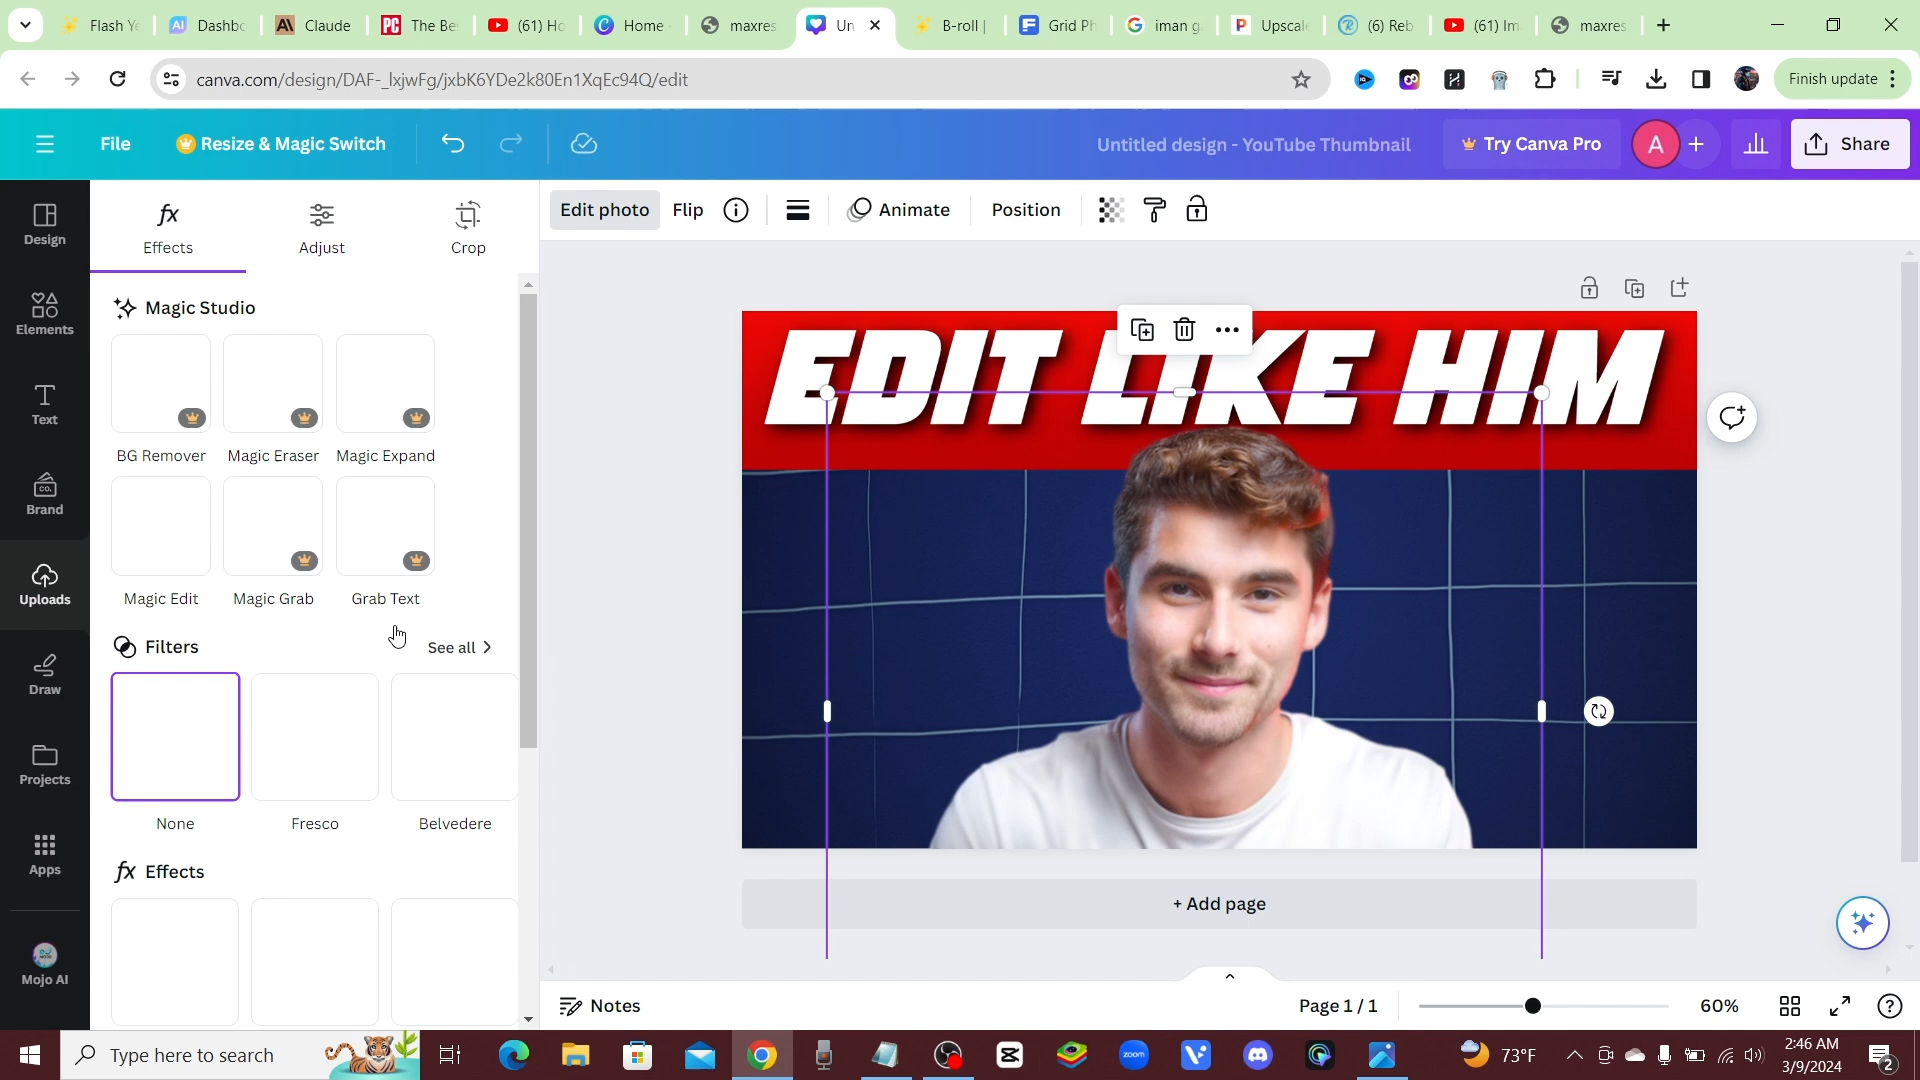 Flash Ye
Dashbo
Claude
The Be
(61) Ho
Home -
maxres
Un
B-roll |
Grid Ph
iman g
Upscale
(6) Reb
(61) Im
maxres
canva.com/design/DAF-_lxjwFg/jxbK6YDe2k80En1XqEc94Q/edit
Finish update
File
Resize & Magic Switch
Untitled design - YouTube Thumbnail
Try Canva Pro
A
Share
Design
Elements
Text
Brand
Uploads
Draw
Projects
Apps
Mojo AI
Effects
Adjust
Crop
Magic Studio
BG Remover
Magic Eraser
Magic Expand
Magic Edit
Magic Grab
Grab Text
Filters
See all
None
Fresco
Belvedere
Effects
Edit photo
Flip
Animate
Position
EDIT LIKE HIM
+ Add page
Notes
Page 1 / 1
60%
Type here to search
zoom
73°F
2:46 AM
3/9/2024
2